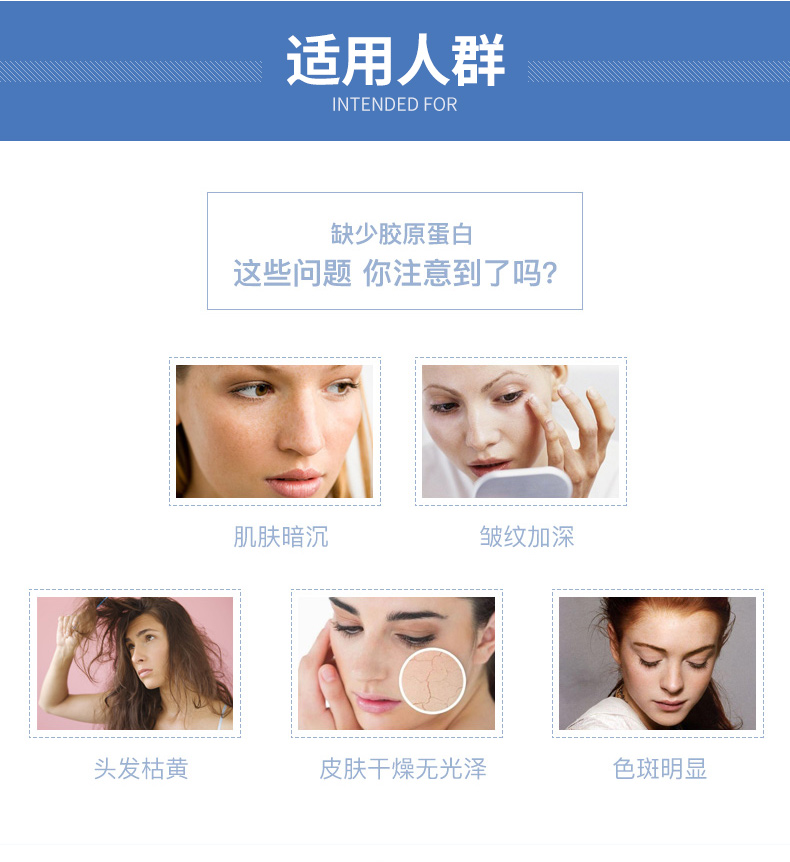 适用人群
INTENDED FOR
缺少胶原蛋白
这些问题 你注意到了吗?
肌肤暗沉
皱纹加深
头发枯黄
皮肤干燥无光泽
色斑明显